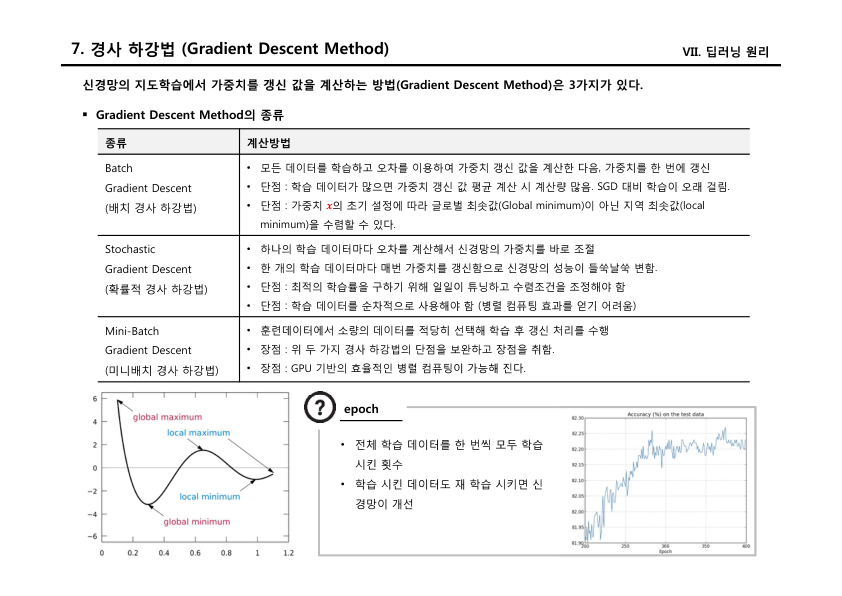 7. 경사 하강법 (Gradient Descent Method)
VII. 딥러닝 원리
신경망의 지도학습에서 가중치를 갱신 값을 계산하는 방법(Gradient Descent Method)은 3가지가 있다.
▪ Gradient Descent Method의 종류
종류
계산방법
Batch
Gradient Descent
(배치 경사 하강법)
• 모든 데이터를 학습하고 오차를 이용하여 가중치 갱신 값을 계산한 다음, 가중치를 한 번에 갱신
• 단점 : 학습 데이터가 많으면 가중치 갱신 값 평균 계산 시 계산량 많음. SGD 대비 학습이 오래 걸림.
• 단점 : 가중치 x의 초기 설정에 따라 글로벌 최솟값(Global minimum)이 아닌 지역 최솟값(local
minimum)을 수렴할 수 있다.
Stochastic
Gradient Descent
(확률적 경사 하강법)
• 하나의 학습 데이터마다 오차를 계산해서 신경망의 가중치를 바로 조절
• 한 개의 학습 데이터마다 매번 가중치를 갱신함으로 신경망의 성능이 들쑥날쑥 변함.
• 단점 : 최적의 학습률을 구하기 위해 일일이 튜닝하고 수렴조건을 조정해야 함
• 단점 : 학습 데이터를 순차적으로 사용해야 함 (병렬 컴퓨팅 효과를 얻기 어려움)
Mini-Batch
Gradient Descent
(미니배치 경사 하강법)
• 훈련데이터에서 소량의 데이터를 적당히 선택해 학습 후 갱신 처리를 수행
• 장점 : 위 두 가지 경사 하강법의 단점을 보완하고 장점을 취함.
• 장점 : GPU 기반의 효율적인 병렬 컴퓨팅이 가능해 진다.
6
4
2
0
−2
−4
−6
0
0.2
0.4
0.6
0.8
1
1.2
global maximum
local maximum
local minimum
global minimum
?
epoch
• 전체 학습 데이터를 한 번씩 모두 학습
시킨 횟수
• 학습 시킨 데이터도 재 학습 시키면 신
경망이 개선
Accuracy (%) on the test data
82.30
82.25
82.20
82.15
82.10
82.05
82.00
81.95
81.90
200
250
300
350
400
Epoch